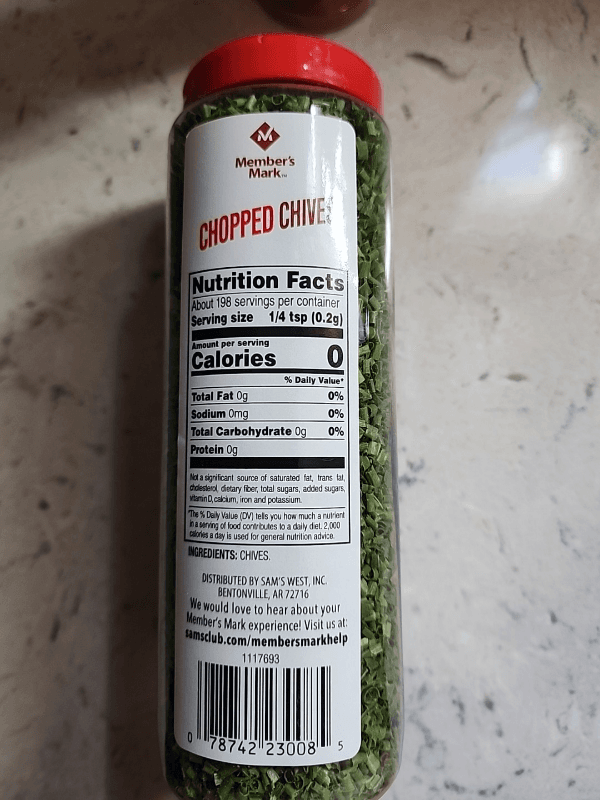 Member's
Mark™
CHOPPED CHIVES
Nutrition Facts
About 198 servings per container
Serving size 1/4 tsp (0.2g)
Amount per serving
Calories 0
% Daily Value*
Total Fat 0g 0%
Sodium 0mg 0%
Total Carbohydrate 0g 0%
Protein 0g
Not a significant source of saturated fat, trans fat,
cholesterol, dietary fiber, total sugars, added sugars,
vitamin D, calcium, iron and potassium.
*The % Daily Value (DV) tells you how much a nutrient
in a serving of food contributes to a daily diet. 2,000
calories a day is used for general nutrition advice.
INGREDIENTS: CHIVES.
DISTRIBUTED BY SAM'S WEST, INC.
BENTONVILLE, AR 72716
We would love to hear about your
Member's Mark experience! Visit us at:
samsclub.com/membersmarkhelp
1117693
0 78742 23008 5